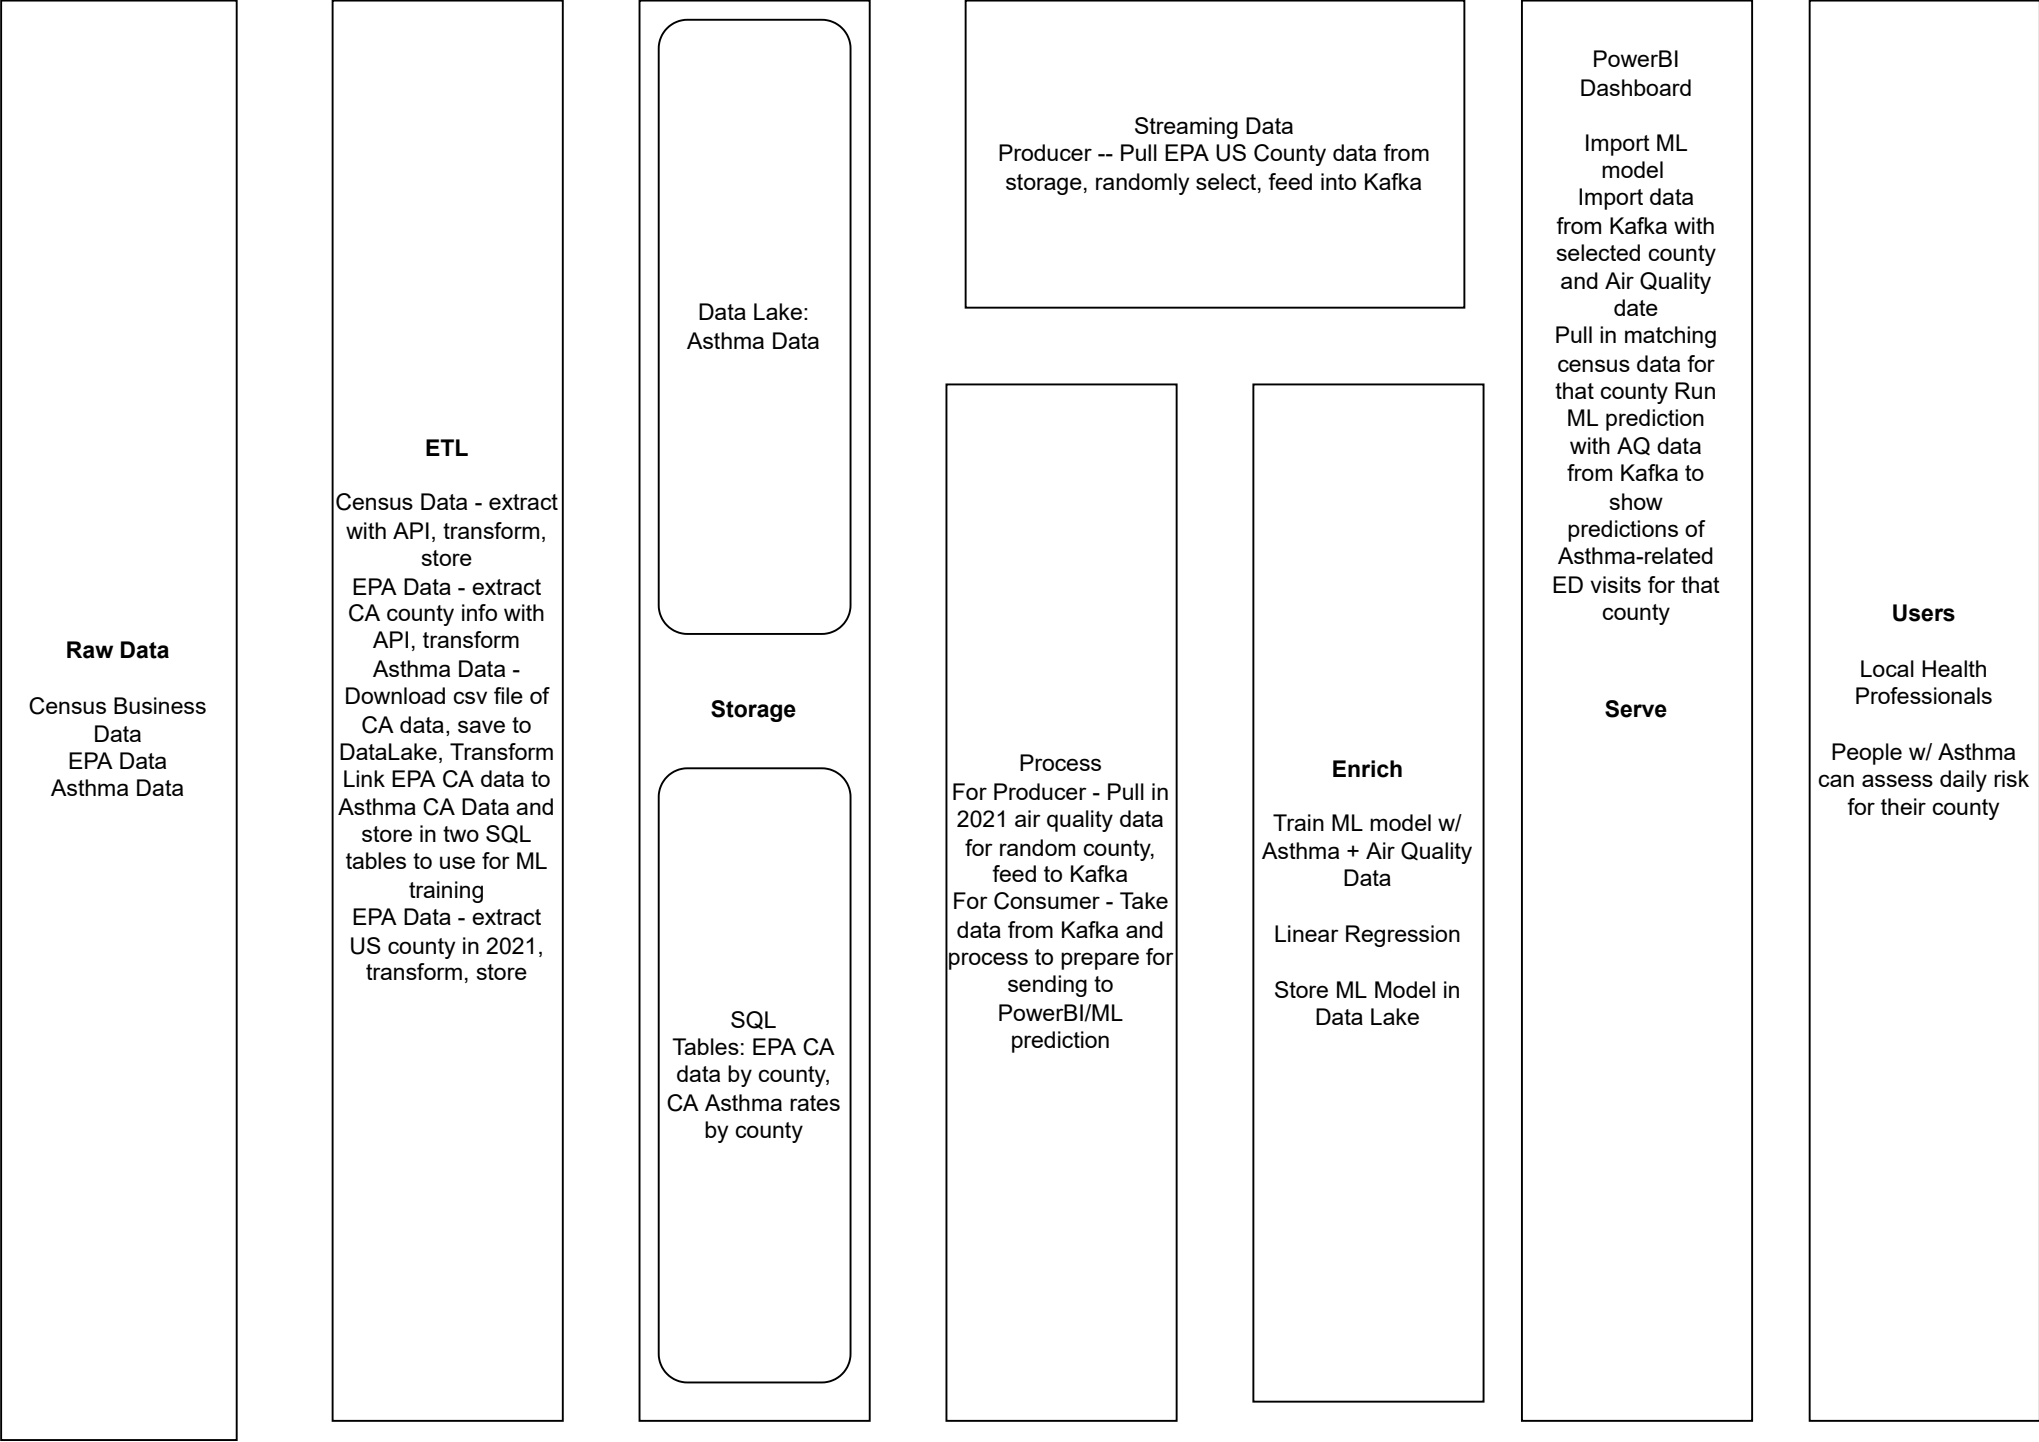 Raw Data
Census Business
Data
EPA Data
Asthma Data
ETL
Census Data - extract
with API, transform,
store
EPA Data - extract
CA county info with
API, transform
Asthma Data -
Download csv file of
CA data, save to
DataLake, Transform
Link EPA CA data to
Asthma CA Data and
store in two SQL
tables to use for ML
training
EPA Data - extract
US county in 2021,
transform, store
Data Lake:
Asthma Data
Storage
SQL
Tables: EPA CA
data by county,
CA Asthma rates
by county
Streaming Data
Producer -- Pull EPA US County data from
storage, randomly select, feed into Kafka
Process
For Producer - Pull in
2021 air quality data
for random county,
feed to Kafka
For Consumer - Take
data from Kafka and
process to prepare for
sending to
PowerBI/ML
prediction
Enrich
Train ML model w/
Asthma + Air Quality
Data
Linear Regression
Store ML Model in
Data Lake
PowerBI
Dashboard
Import ML
model
Import data
from Kafka with
selected county
and Air Quality
date
Pull in matching
census data for
that county Run
ML prediction
with AQ data
from Kafka to
show
predictions of
Asthma-related
ED visits for that
county
Serve
Users
Local Health
Professionals
People w/ Asthma
can assess daily risk
for their county